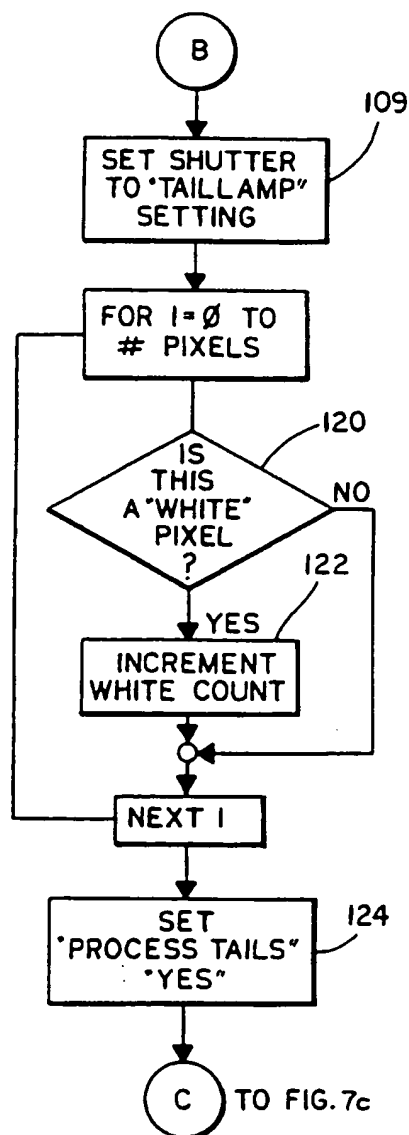 B
109
SET SHUTTER
TO "TAILLAMP"
SETTING
FOR I=Ø TO
# PIXELS
120
IS
THIS
A "WHITE"
PIXEL
?
NO
122
YES
INCREMENT
WHITE COUNT
NEXT I
124
SET
"PROCESS TAILS"
"YES"
C TO FIG. 7c